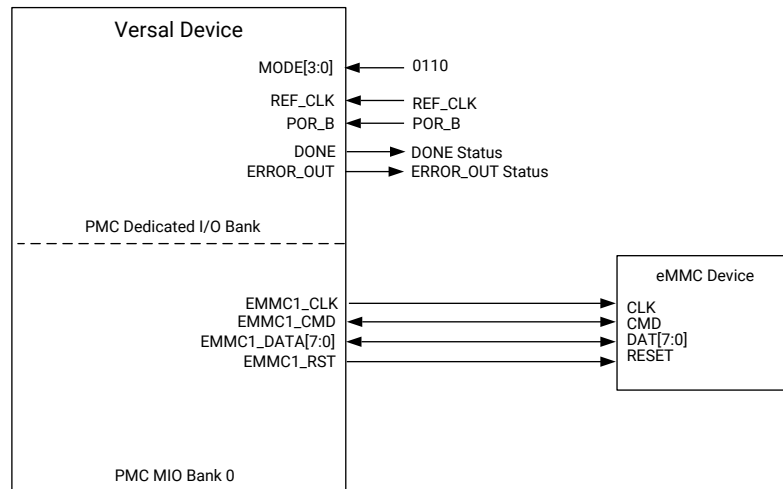 Versal Device
MODE[3:0]
0110
REF_CLK
REF_CLK
POR_B
POR_B
DONE
DONE Status
ERROR_OUT
ERROR_OUT Status
PMC Dedicated I/O Bank
eMMC Device
EMMC1_CLK
CLK
EMMC1_CMD
CMD
EMMC1_DATA[7:0]
DAT[7:0]
EMMC1_RST
RESET
PMC MIO Bank 0